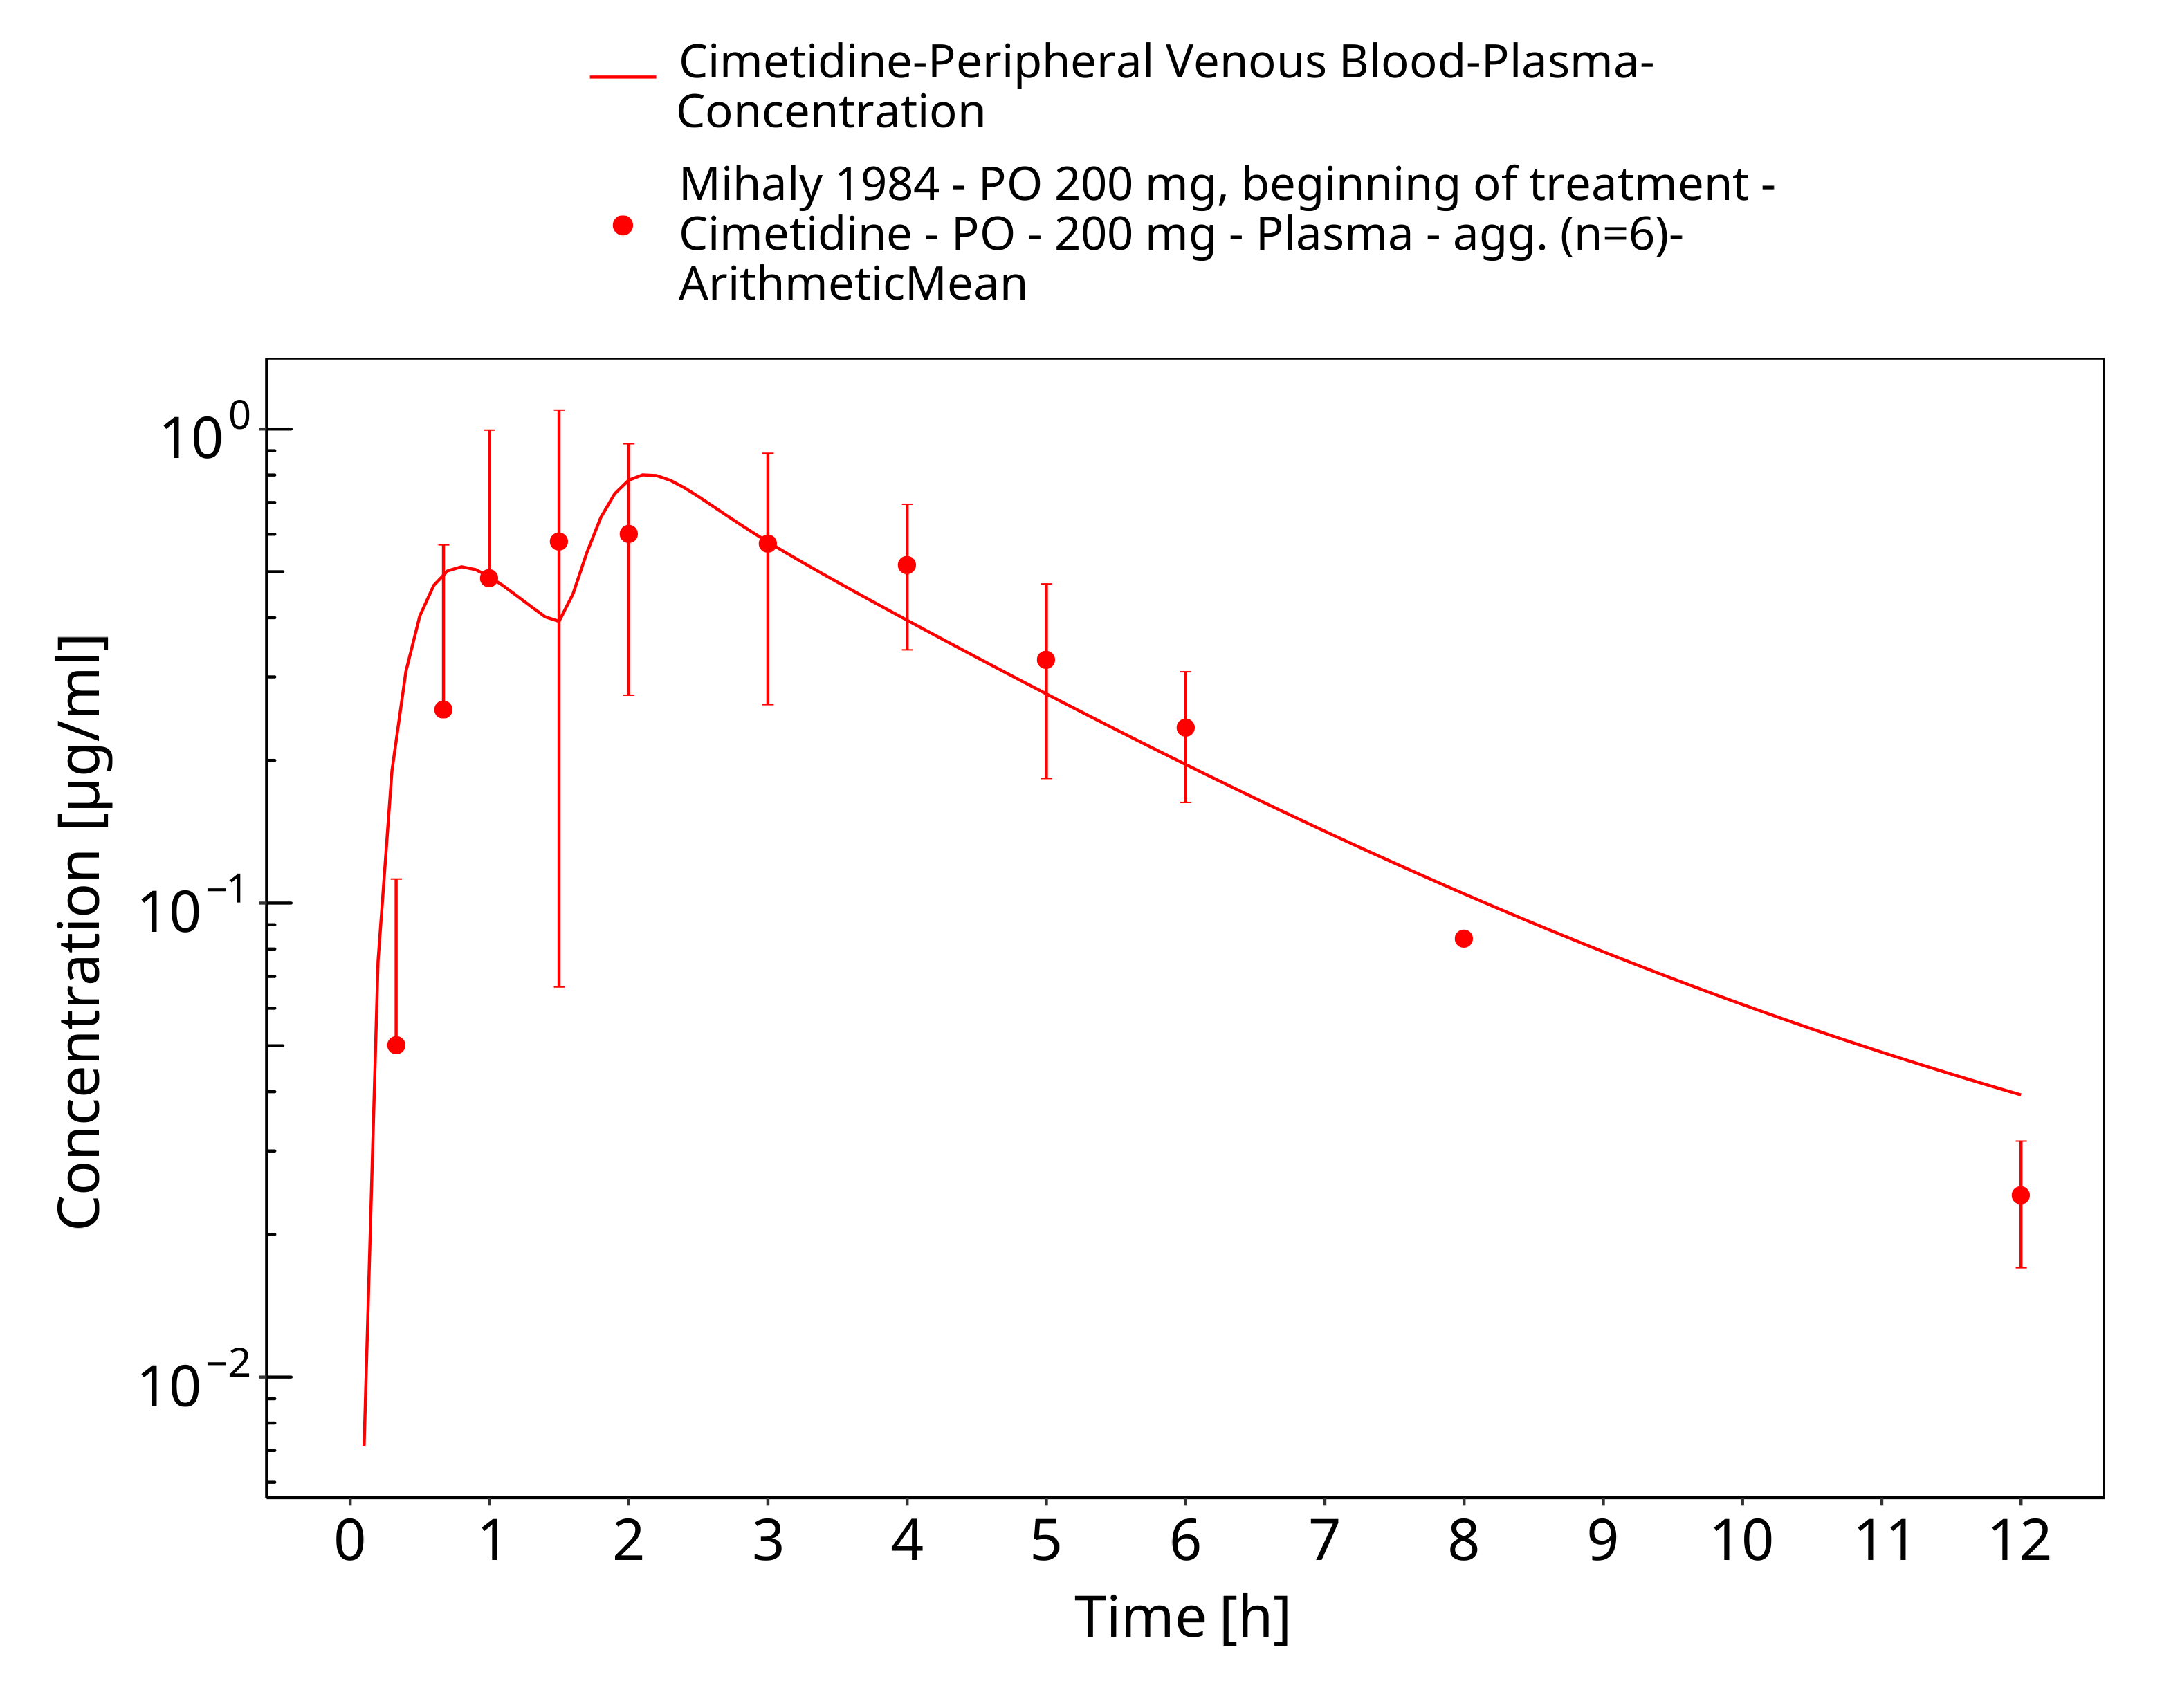 Cimetidine-Peripheral Venous Blood-Plasma-
Concentration
Mihaly 1984 - PO 200 mg, beginning of treatment -
Cimetidine - PO - 200 mg - Plasma - agg. (n=6)-
ArithmeticMean
10⁰
10⁻¹
10⁻²
Concentration [µg/ml]
0 1 2 3 4 5 6 7 8 9 10 11 12
Time [h]